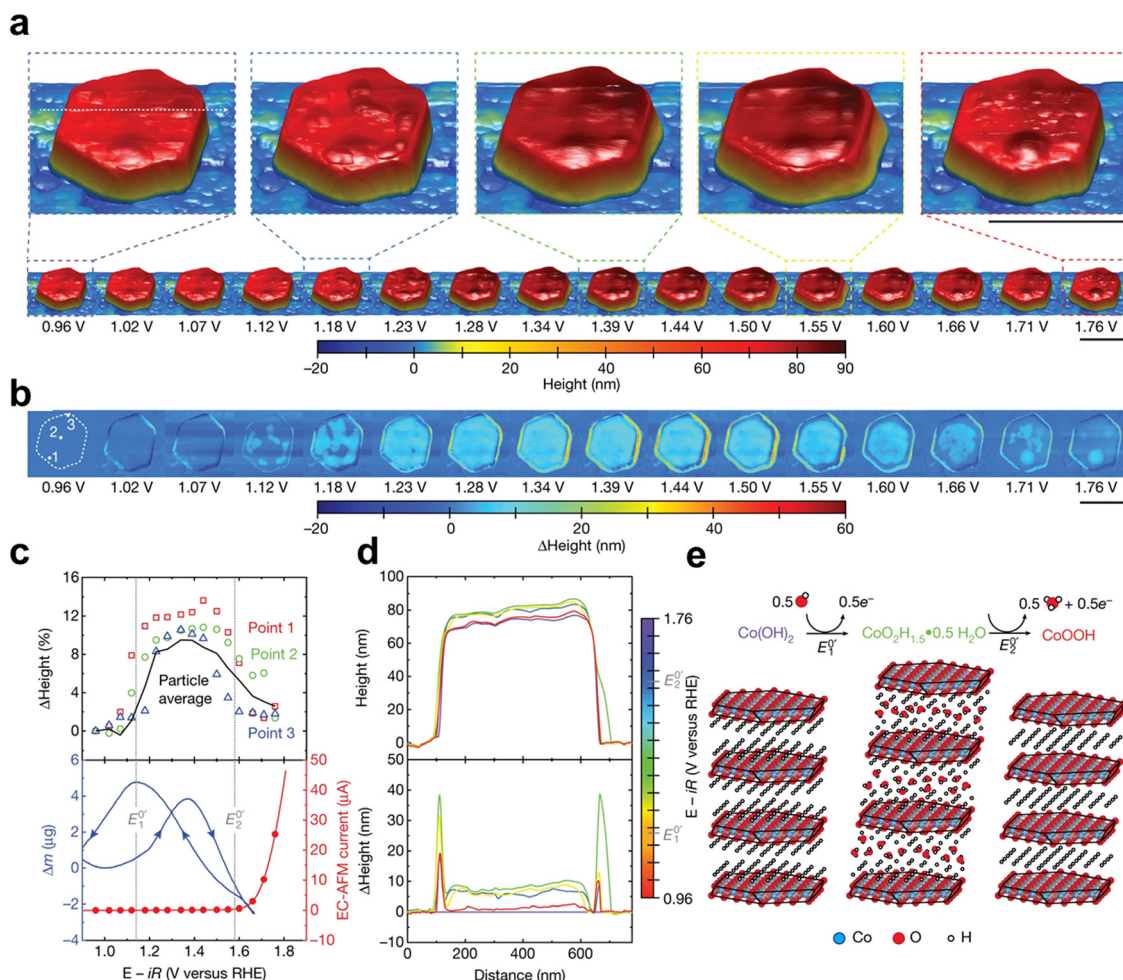 a
0.96 V 1.02 V 1.07 V 1.12 V 1.18 V 1.23 V 1.28 V 1.34 V 1.39 V 1.44 V 1.50 V 1.55 V 1.60 V 1.66 V 1.71 V 1.76 V
−20 0 20 40 60 80 90
Height (nm)
b
1 2 3
0.96 V 1.02 V 1.07 V 1.12 V 1.18 V 1.23 V 1.28 V 1.34 V 1.39 V 1.44 V 1.50 V 1.55 V 1.60 V 1.66 V 1.71 V 1.76 V
−20 0 20 40 60
ΔHeight (nm)
c
16
12
8
4
0
ΔHeight (%)
Point 1
Point 2
Particle
average
Point 3
6
4
2
0
−2
−4
Δm (µg)
E₁⁰′
E₂⁰′
50
40
30
20
10
0
−10
EC–AFM current (µA)
1.0 1.2 1.4 1.6 1.8
E – iR (V versus RHE)
d
100
80
60
40
20
0
Height (nm)
40
30
20
10
0
−10
ΔHeight (nm)
0 200 400 600
Distance (nm)
1.76
E₂⁰′
E₁⁰′
0.96
E – iR (V versus RHE)
e
0.5 0.5e⁻ 0.5 + 0.5e⁻
Co(OH)₂ CoO₂H₁.₅•0.5 H₂O CoOOH
E₁⁰′ E₂⁰′
Co O H